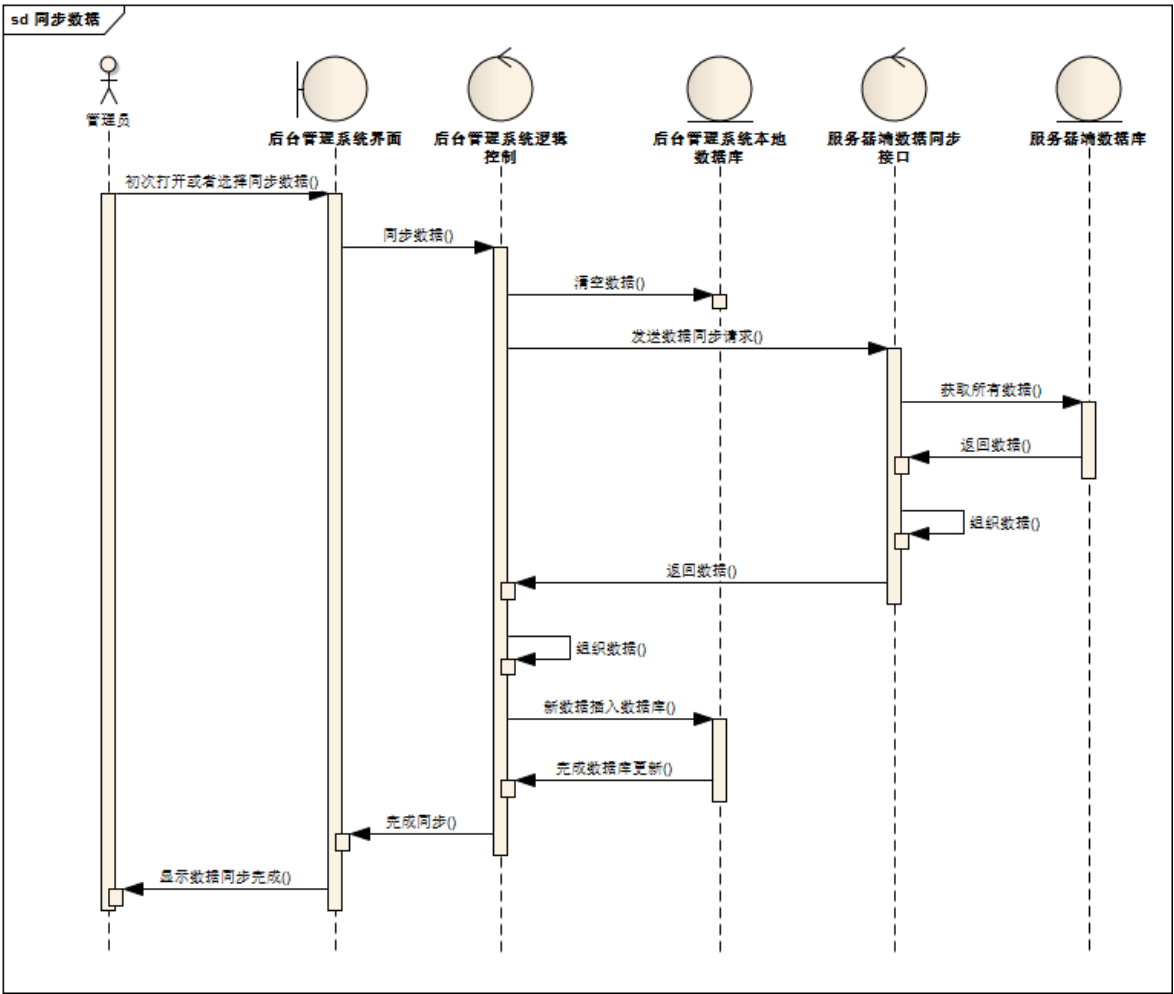 sd 同步数据
管理员
后台管理系统界面
后台管理系统逻辑
控制
后台管理系统本地
数据库
服务器端数据同步
接口
服务器端数据库
初次打开或者选择同步数据()
同步数据()
清空数据()
发送数据同步请求()
获取所有数据()
返回数据()
组织数据()
返回数据()
组织数据()
新数据插入数据库()
完成数据库更新()
完成同步()
显示数据同步完成()